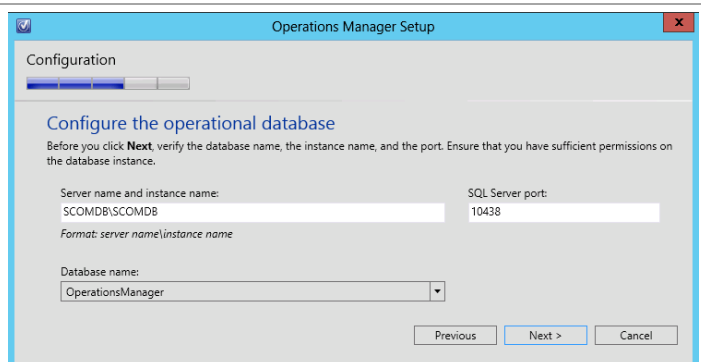 Operations Manager Setup
x
Configuration
Configure the operational database
Before you click Next, verify the database name, the instance name, and the port. Ensure that you have sufficient permissions on
the database instance.
Server name and instance name:
SQL Server port:
SCOMDB\SCOMDB
10438
Format: server name\instance name
Database name:
OperationsManager
Previous
Next >
Cancel